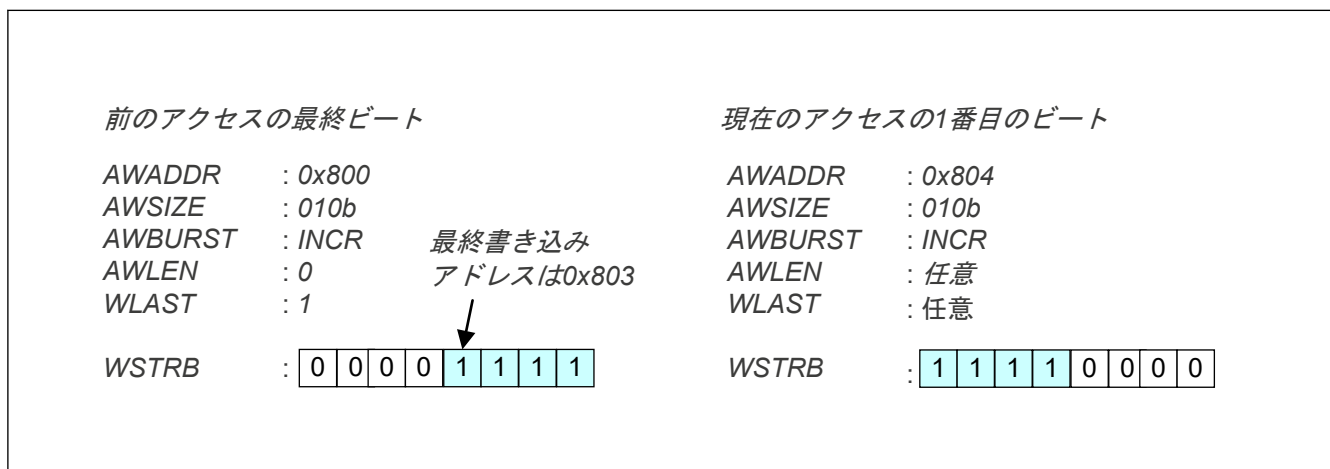 前のアクセスの最終ビート
AWADDR : 0x800
AWSIZE : 010b
AWBURST : INCR
AWLEN : 0
WLAST : 1
最終書き込み
アドレスは0x803
WSTRB : 0 0 0 0 1 1 1 1
現在のアクセスの1番目のビート
AWADDR : 0x804
AWSIZE : 010b
AWBURST : INCR
AWLEN : 任意
WLAST : 任意
WSTRB : 1 1 1 1 0 0 0 0